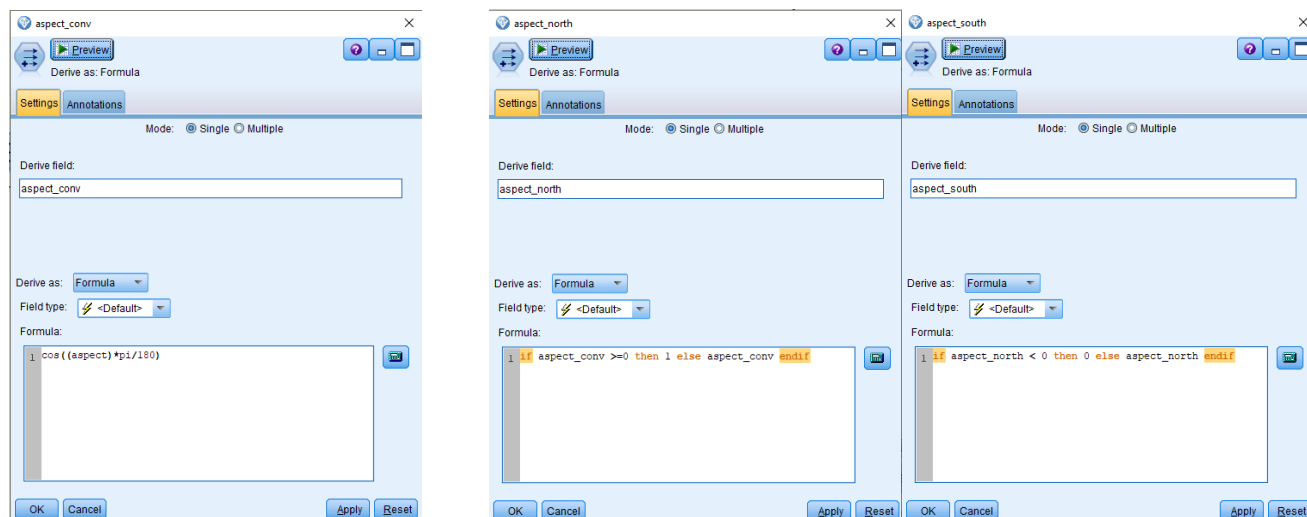 aspect_conv
Preview
Derive as: Formula
Settings Annotations
Mode: Single Multiple
Derive field:
aspect_conv
Derive as: Formula
Field type: <Default>
Formula:
1 cos((aspect)*pi/180)
OK Cancel Apply Reset
aspect_north
Preview
Derive as: Formula
Settings Annotations
Mode: Single Multiple
Derive field:
aspect_north
Derive as: Formula
Field type: <Default>
Formula:
1 if aspect_conv >=0 then 1 else aspect_conv endif
OK Cancel Apply Reset
aspect_south
Preview
Derive as: Formula
Settings Annotations
Mode: Single Multiple
Derive field:
aspect_south
Derive as: Formula
Field type: <Default>
Formula:
1 if aspect_north < 0 then 0 else aspect_north endif
OK Cancel Apply Reset